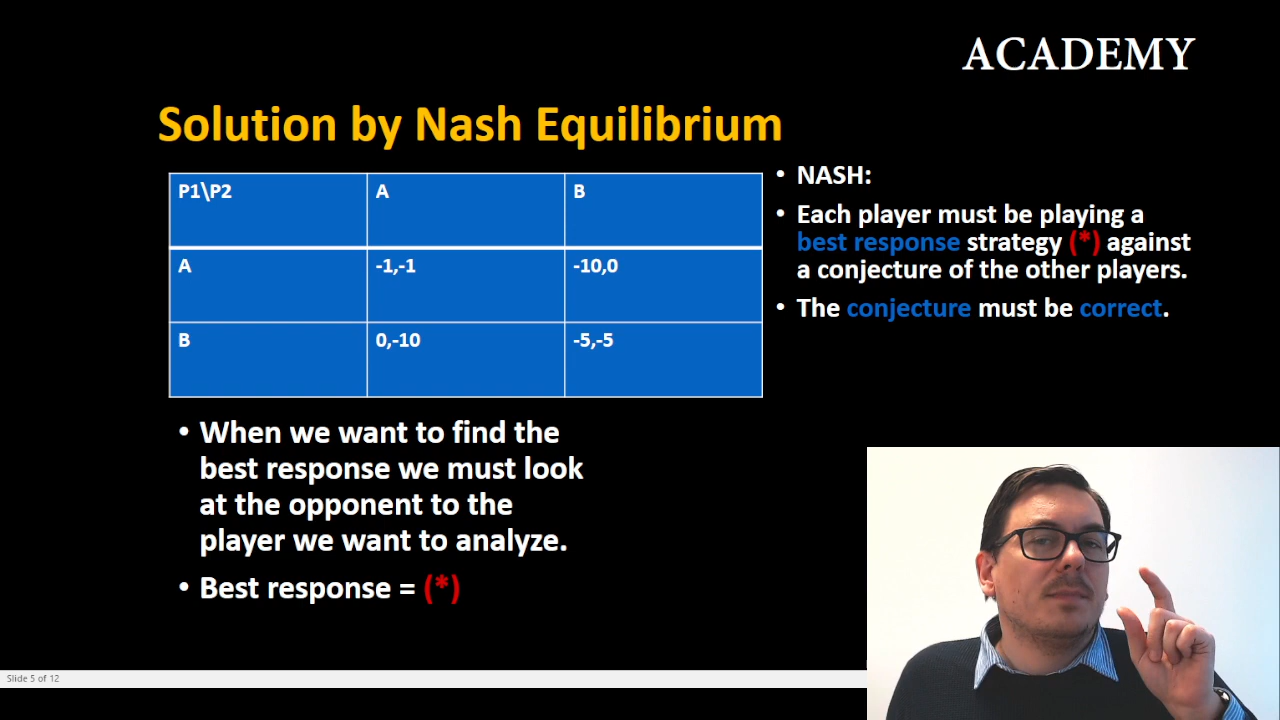 ACADEMY
Solution by Nash Equilibrium
P1\P2 A B
A -1,-1 -10,0
B 0,-10 -5,-5
• NASH:
• Each player must be playing a
best response strategy (*) against
a conjecture of the other players.
• The conjecture must be correct.
• When we want to find the
best response we must look
at the opponent to the
player we want to analyze.
• Best response = (*)
Slide 5 of 12